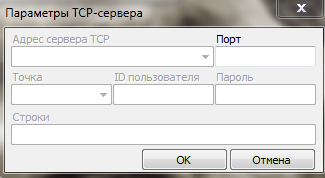 Параметры TCP-сервера
Адрес сервера TCP Порт
Точка ID пользователя Пароль
Строки
OK Отмена